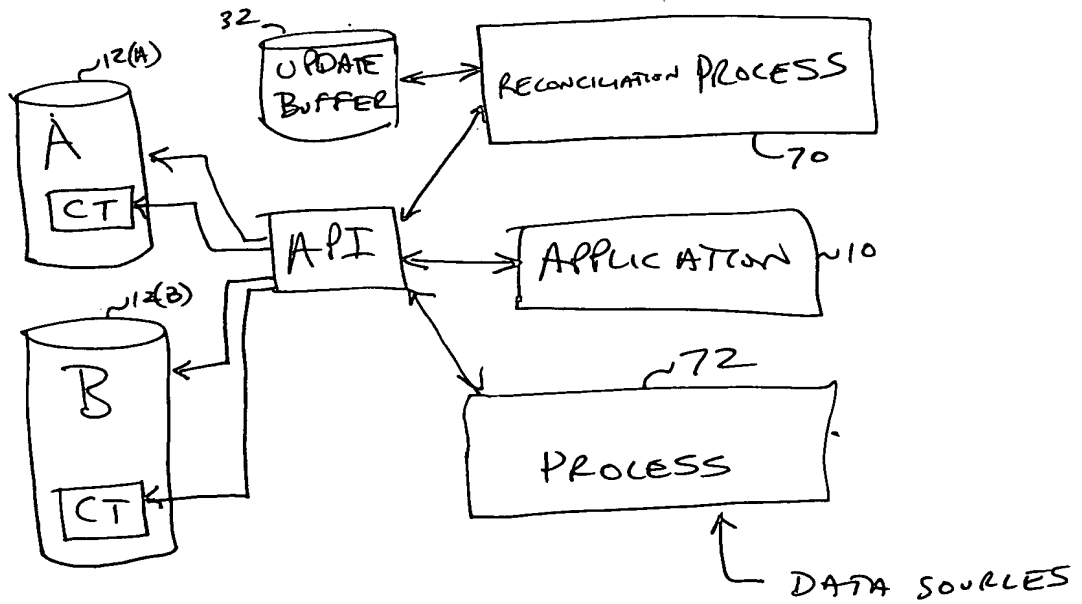 32
12(A)
UPDATE
BUFFER
RECONCILIATION PROCESS
70
A
CT
API
APPLICATION
10
12(B)
B
CT
72
PROCESS
DATA SOURCES